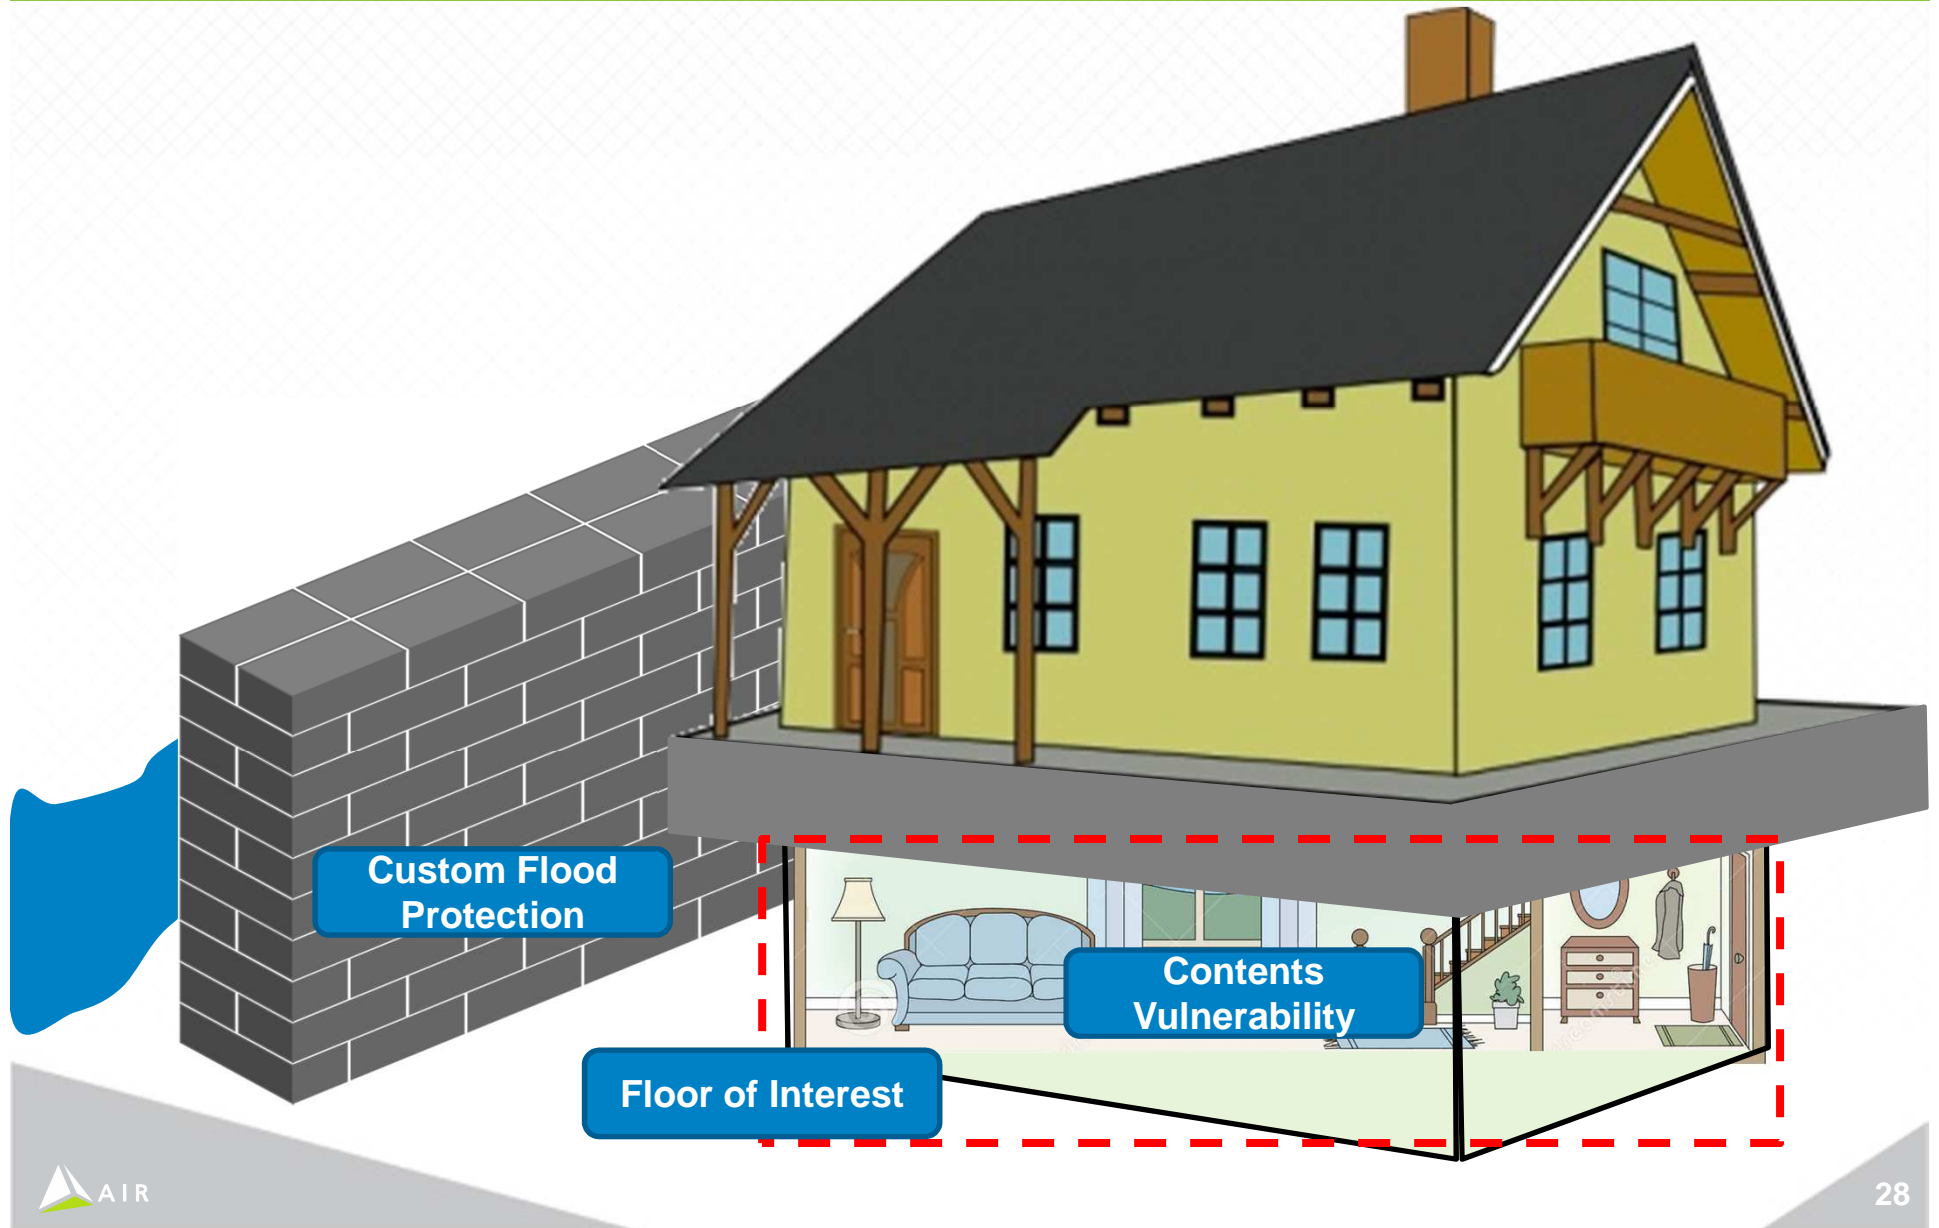 Custom Flood
Protection
Contents
Vulnerability
Floor of Interest
AIR
28